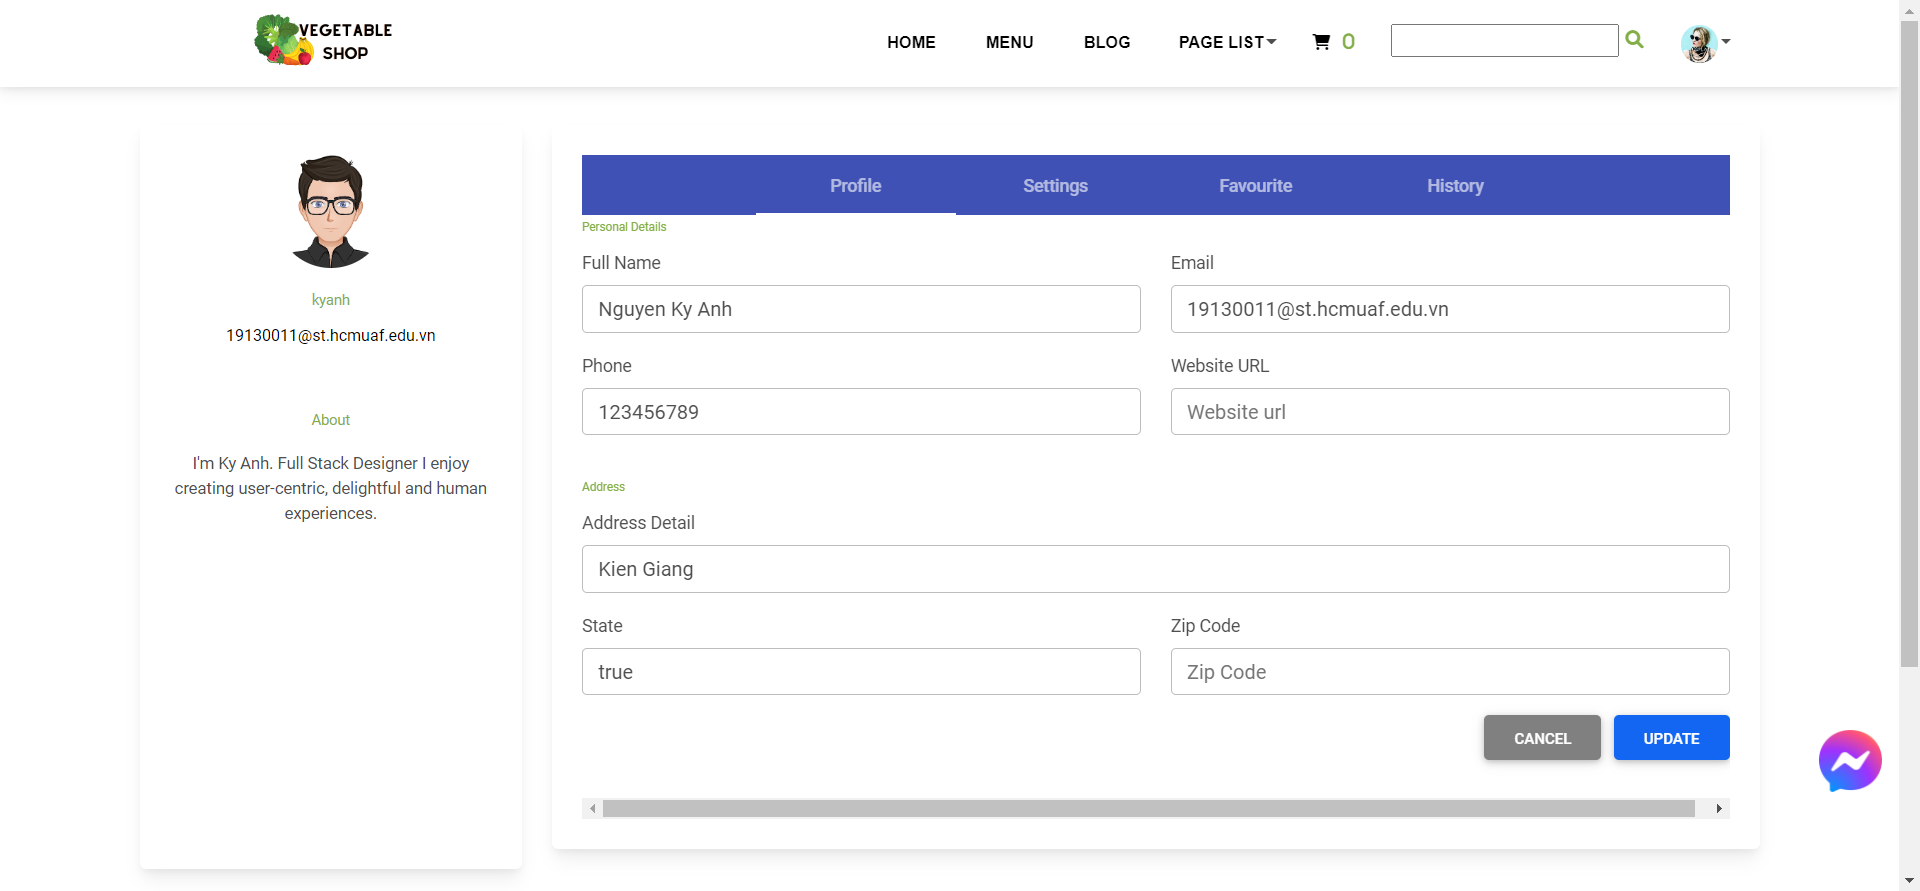 VEGETABLE
SHOP
HOME MENU BLOG PAGE LIST 0
Profile Settings Favourite History
kyanh
19130011@st.hcmuaf.edu.vn
About
I'm Ky Anh. Full Stack Designer I enjoy
creating user-centric, delightful and human
experiences.
Personal Details
Full Name Email
Nguyen Ky Anh 19130011@st.hcmuaf.edu.vn
Phone Website URL
123456789 Website url
Address
Address Detail
Kien Giang
State Zip Code
true Zip Code
CANCEL UPDATE